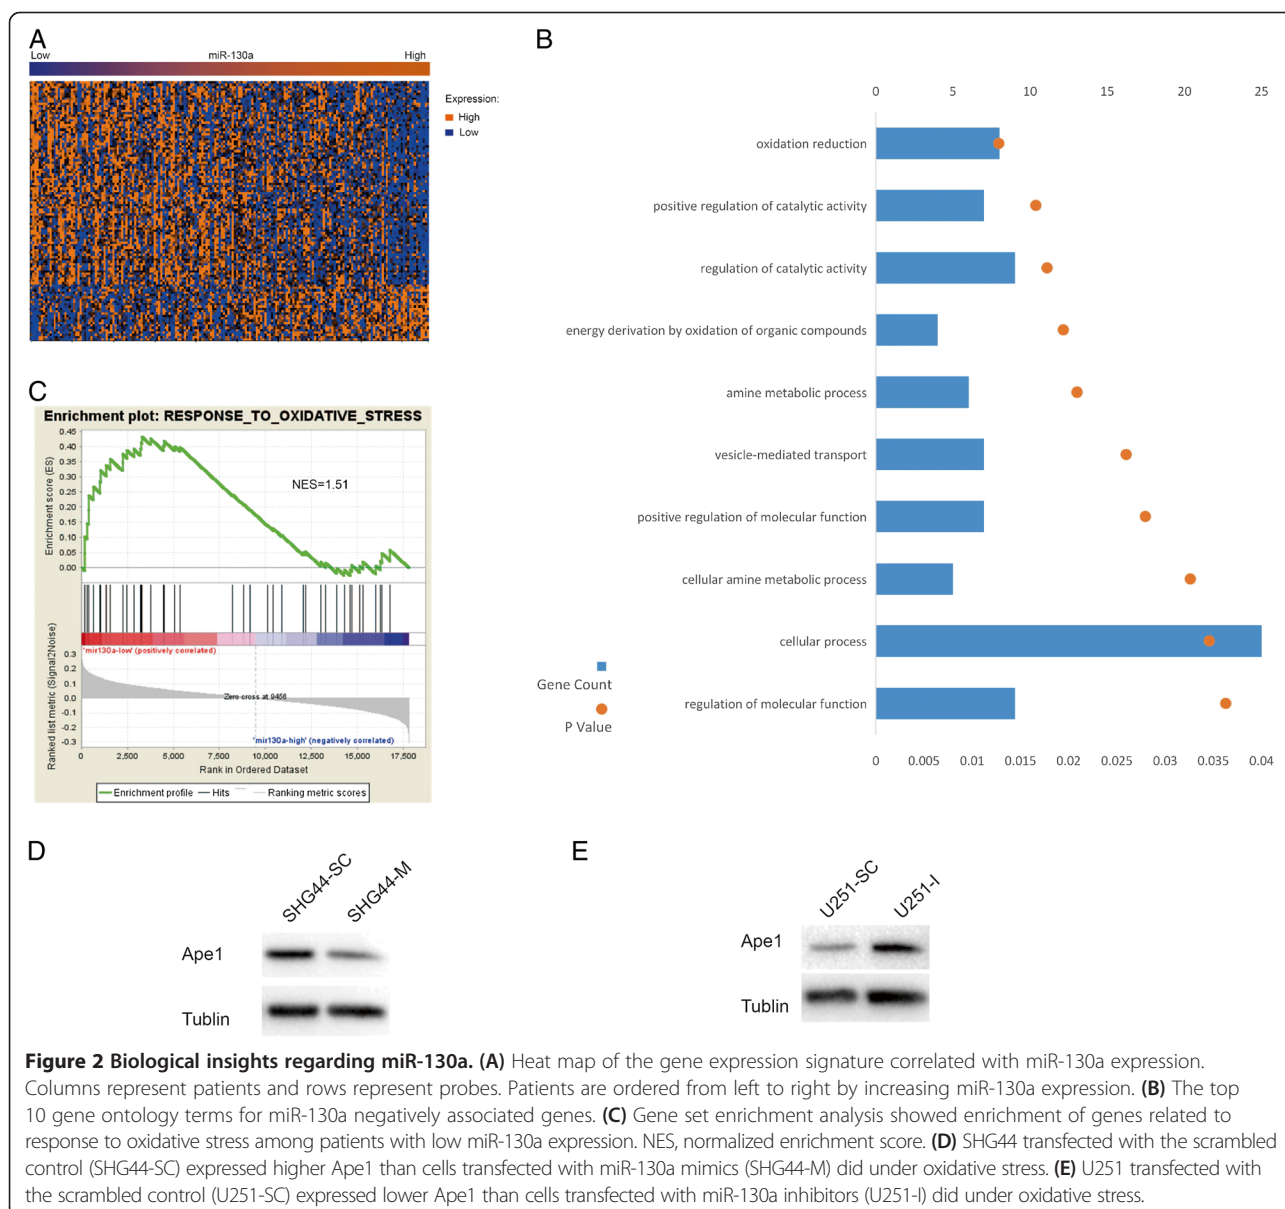 A
Low
miR-130a
High
Expression:
High
Low
B
0
5
10
15
20
25
oxidation reduction
positive regulation of catalytic activity
regulation of catalytic activity
energy derivation by oxidation of organic compounds
amine metabolic process
vesicle-mediated transport
positive regulation of molecular function
cellular amine metabolic process
cellular process
regulation of molecular function
Gene Count
P Value
0
0.005
0.01
0.015
0.02
0.025
0.03
0.035
0.04
C
Enrichment plot: RESPONSE_TO_OXIDATIVE_STRESS
Enrichment score (ES)
0.45
0.40
0.35
0.30
0.25
0.20
0.15
0.10
0.05
0.00
NES=1.51
Ranked list metric (Signal2Noise)
'mir130a-low' (positively correlated)
0.3
0.2
0.1
0.0
-0.1
-0.2
-0.3
Zero cross at 9456
'mir130a-high' (negatively correlated)
0
2,500
5,000
7,500
10,000
12,500
15,000
17,500
Rank in Ordered Dataset
Enrichment profile
Hits
Ranking metric scores
D
SHG44-SC
SHG44-M
Ape1
Tublin
E
U251-SC
U251-I
Ape1
Tublin
Figure 2 Biological insights regarding miR-130a. (A) Heat map of the gene expression signature correlated with miR-130a expression.
Columns represent patients and rows represent probes. Patients are ordered from left to right by increasing miR-130a expression. (B) The top
10 gene ontology terms for miR-130a negatively associated genes. (C) Gene set enrichment analysis showed enrichment of genes related to
response to oxidative stress among patients with low miR-130a expression. NES, normalized enrichment score. (D) SHG44 transfected with the scrambled
control (SHG44-SC) expressed higher Ape1 than cells transfected with miR-130a mimics (SHG44-M) did under oxidative stress. (E) U251 transfected with
the scrambled control (U251-SC) expressed lower Ape1 than cells transfected with miR-130a inhibitors (U251-I) did under oxidative stress.